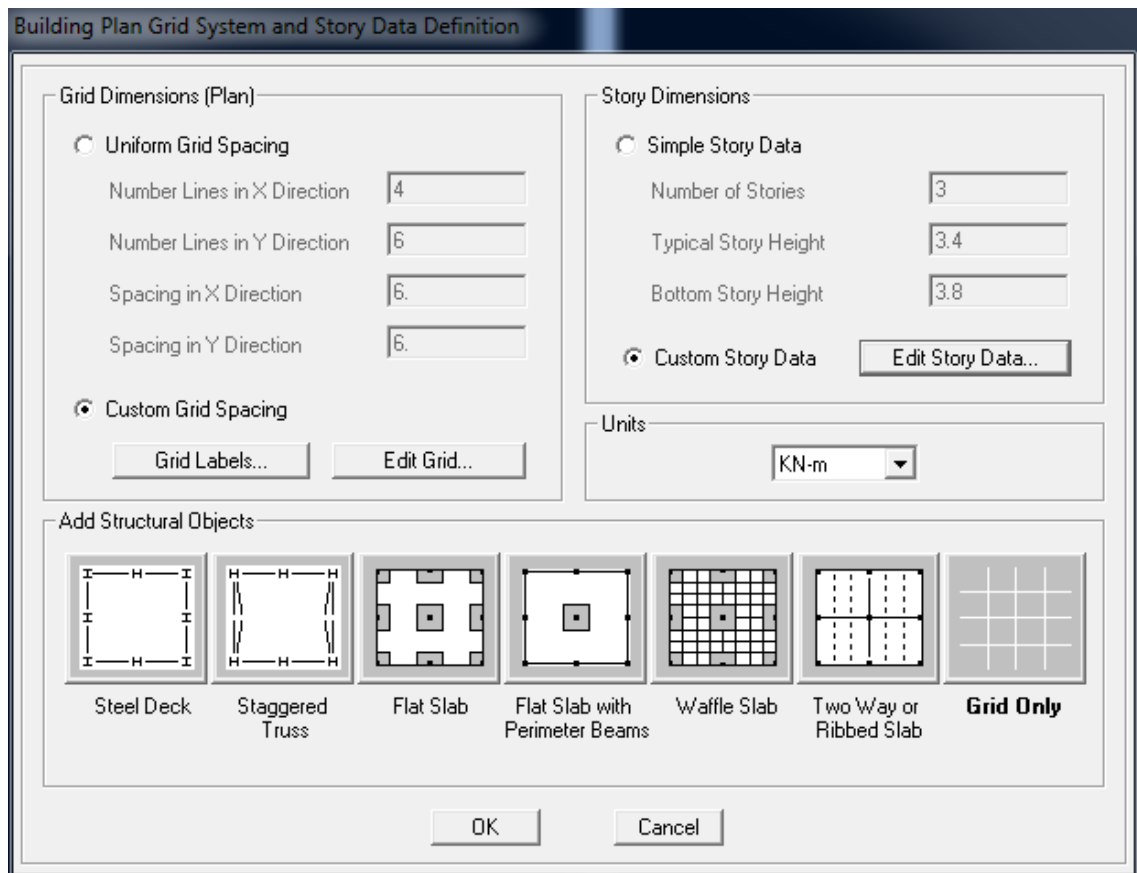 Building Plan Grid System and Story Data Definition
Grid Dimensions (Plan)
Uniform Grid Spacing
Number Lines in X Direction 4
Number Lines in Y Direction 6
Spacing in X Direction 6.
Spacing in Y Direction 6.
Custom Grid Spacing
Grid Labels... Edit Grid...
Story Dimensions
Simple Story Data
Number of Stories 3
Typical Story Height 3.4
Bottom Story Height 3.8
Custom Story Data Edit Story Data...
Units
KN-m
Add Structural Objects
Steel Deck
Staggered
Truss
Flat Slab
Flat Slab with
Perimeter Beams
Waffle Slab
Two Way or
Ribbed Slab
Grid Only
OK Cancel